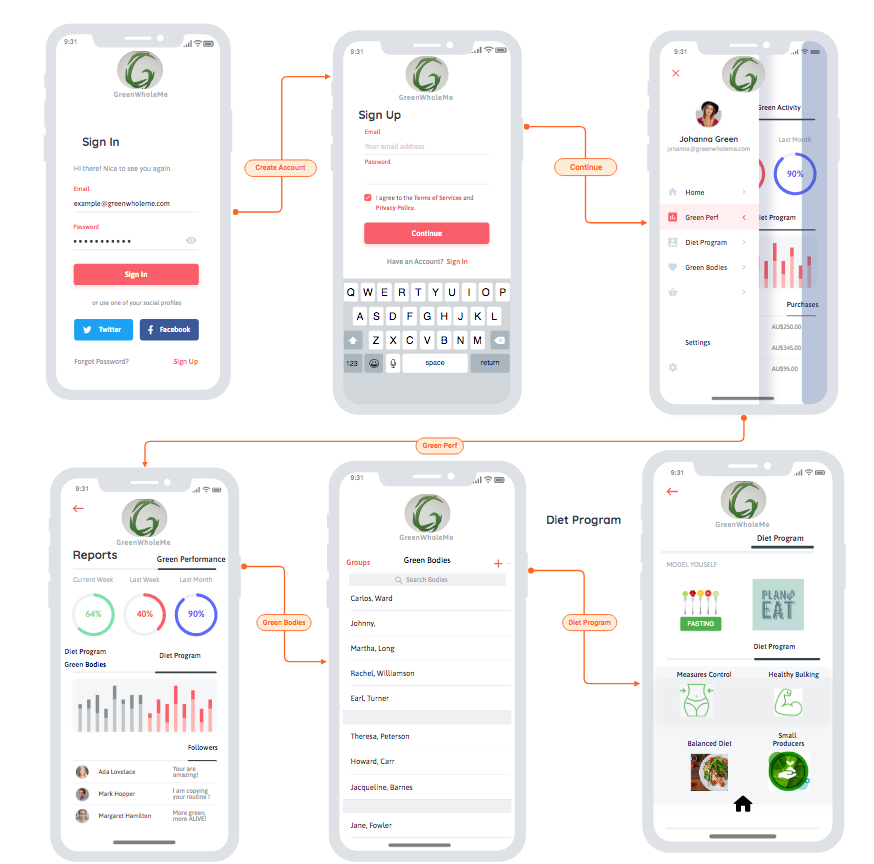 9:31
GreenWholeMe
Sign In
Hi there! Nice to see you again.
Email
example@greenwholeme.com
Password
Sign In
or use one of your social profiles
Twitter
Facebook
Forgot Password?
Sign Up
Create Account
9:31
GreenWholeMe
Sign Up
Email
Your email address
Password
I agree to the Terms of Services and
Privacy Policy.
Continue
Have an Account? Sign In
Q W E R T Y U I O P
A S D F G H J K L
Z X C V B N M
123 space return
Continue
9:31
Johanna Green
johanna@greenwholeme.com
Home
Green Perf
Diet Program
Green Bodies
Settings
Green Activity
Last Month
90%
Diet Program
Purchases
AU$250.00
AU$345.00
AU$95.00
Green Perf
9:31
GreenWholeMe
Reports
Green Performance
Current Week Last Week Last Month
64% 40% 90%
Diet Program
Green Bodies
Diet Program
Followers
Ada Lovelace
Your are
amazing!
Mark Hopper
I am copying
your routine !
Margaret Hamilton
More green,
more ALIVE!
Green Bodies
9:31
GreenWholeMe
Groups
Green Bodies
+
Search Bodies
Carlos, Ward
Johnny,
Martha, Long
Rachel, Williamson
Earl, Turner
Theresa, Peterson
Howard, Carr
Jacqueline, Barnes
Jane, Fowler
Diet Program
Diet Program
9:31
GreenWholeMe
Diet Program
MODEL YOUSELF
FASTING
PLAN
EAT
Diet Program
Measures Control
Healthy Bulking
Balanced Diet
Small
Producers